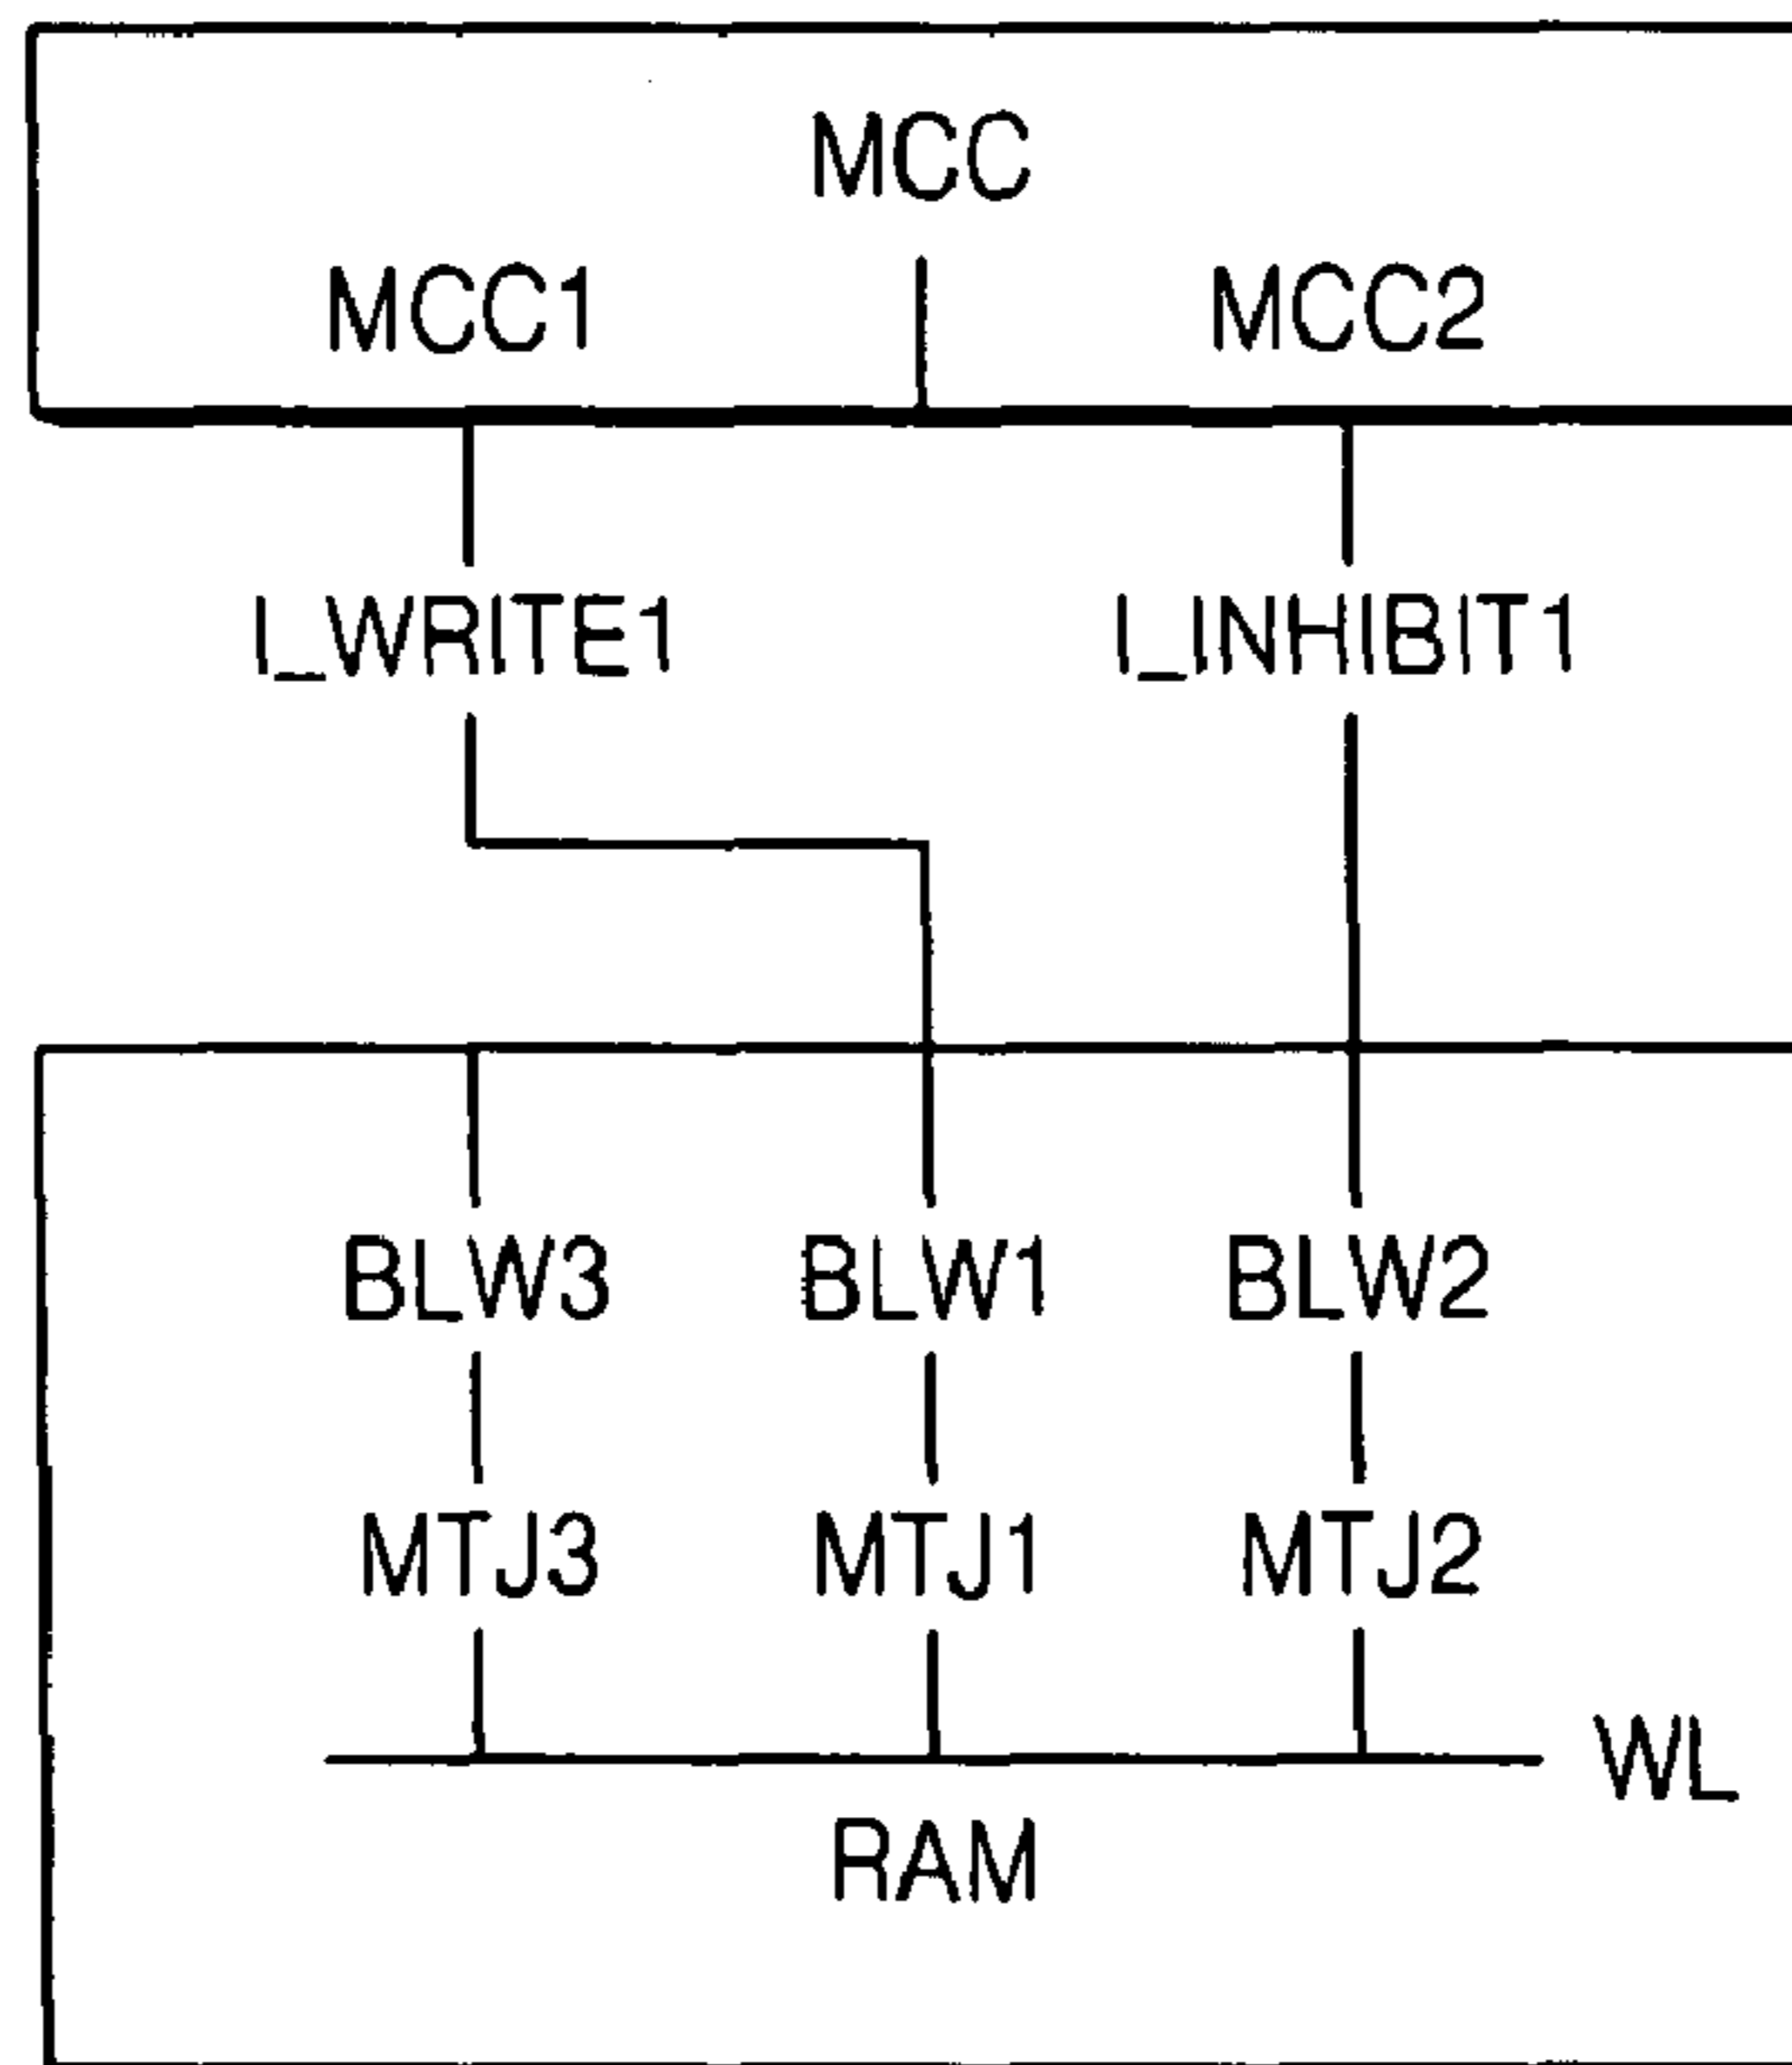 MCC
MCC1 MCC2
I_WRITE1 I_INHIBIT1
BLW3 BLW1 BLW2
MTJ3 MTJ1 MTJ2
WL
RAM